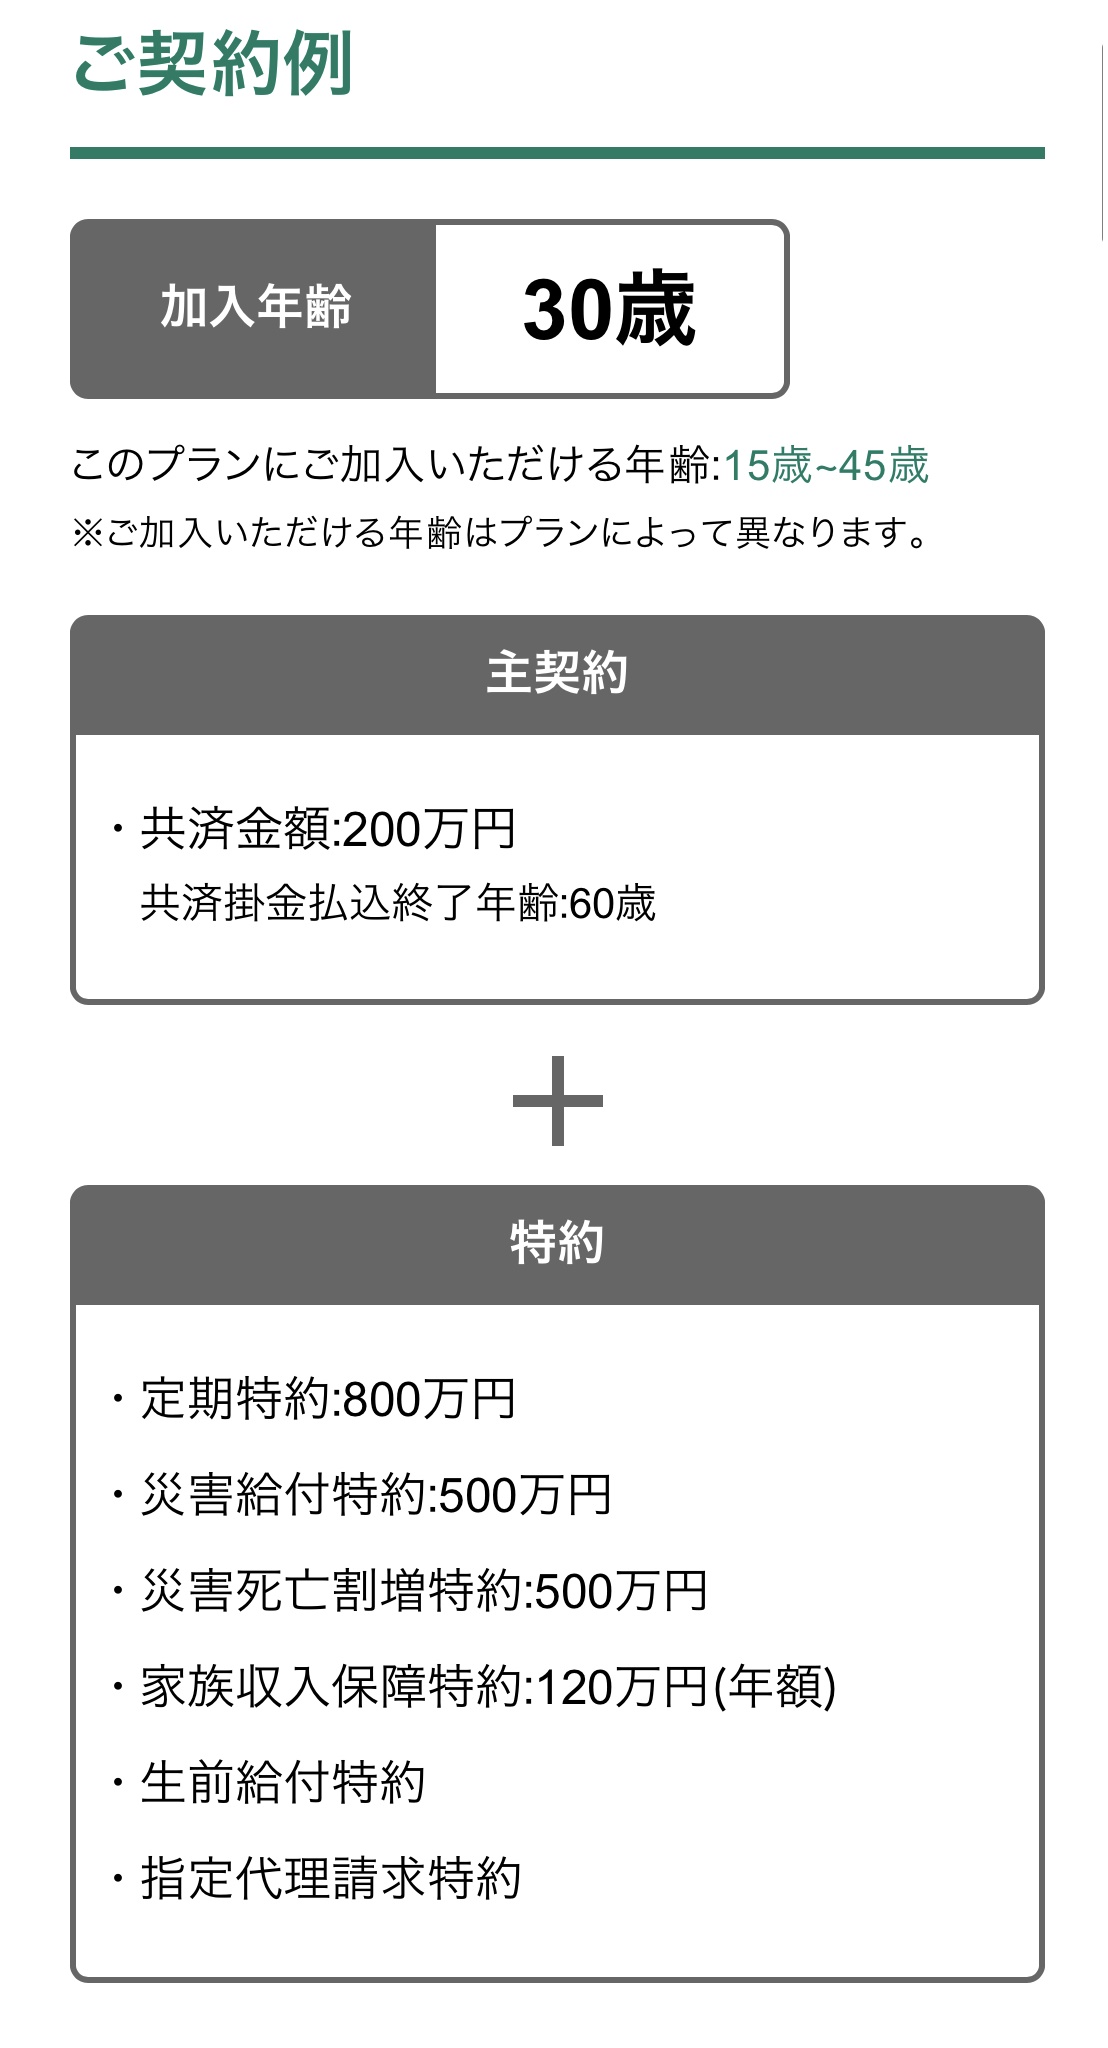 ご契約例
加入年齢 30歳
このプランにご加入いただける年齢:15歳~45歳
※ご加入いただける年齢はプランによって異なります。
主契約
・共済金額:200万円
共済掛金払込終了年齢:60歳
+
特約
・定期特約:800万円
・災害給付特約:500万円
・災害死亡割増特約:500万円
・家族収入保障特約:120万円(年額)
・生前給付特約
・指定代理請求特約